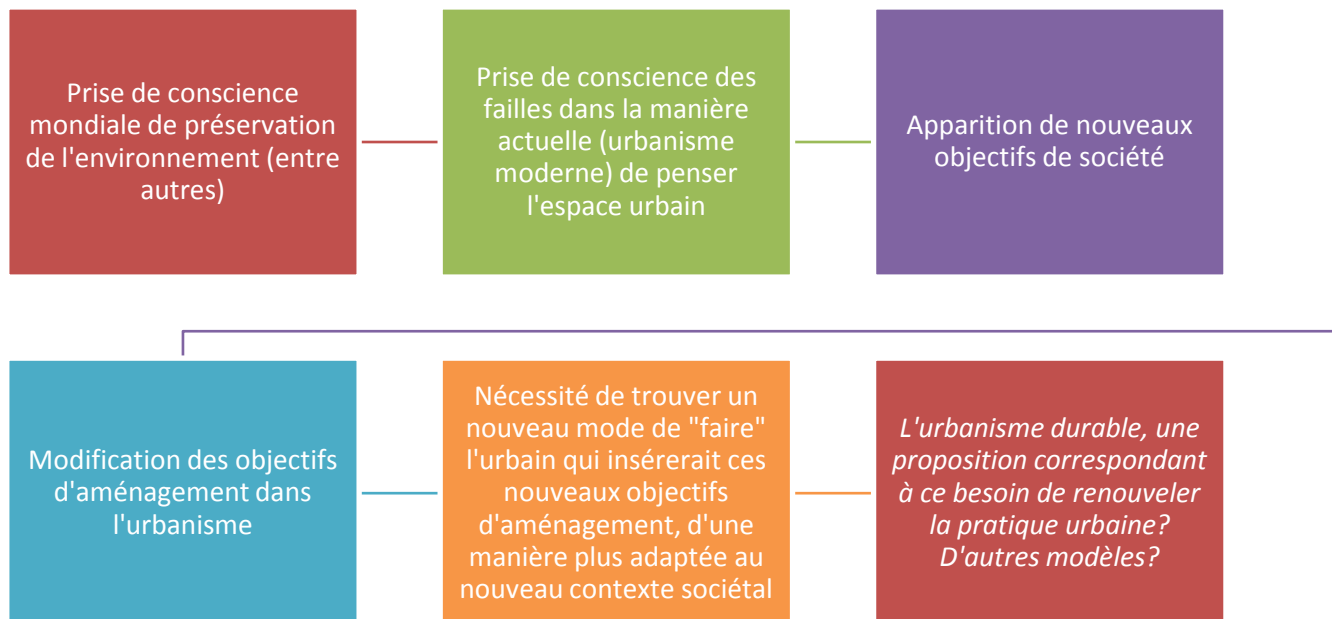 Prise de conscience
mondiale de préservation
de l'environnement (entre
autres)
Prise de conscience des
failles dans la manière
actuelle (urbanisme
moderne) de penser
l'espace urbain
Apparition de nouveaux
objectifs de société
Modification des objectifs
d'aménagement dans
l'urbanisme
Nécessité de trouver un
nouveau mode de "faire"
l'urbain qui insérerait ces
nouveaux objectifs
d'aménagement, d'une
manière plus adaptée au
nouveau contexte sociétal
L'urbanisme durable, une
proposition correspondant
à ce besoin de renouveler
la pratique urbaine?
D'autres modèles?